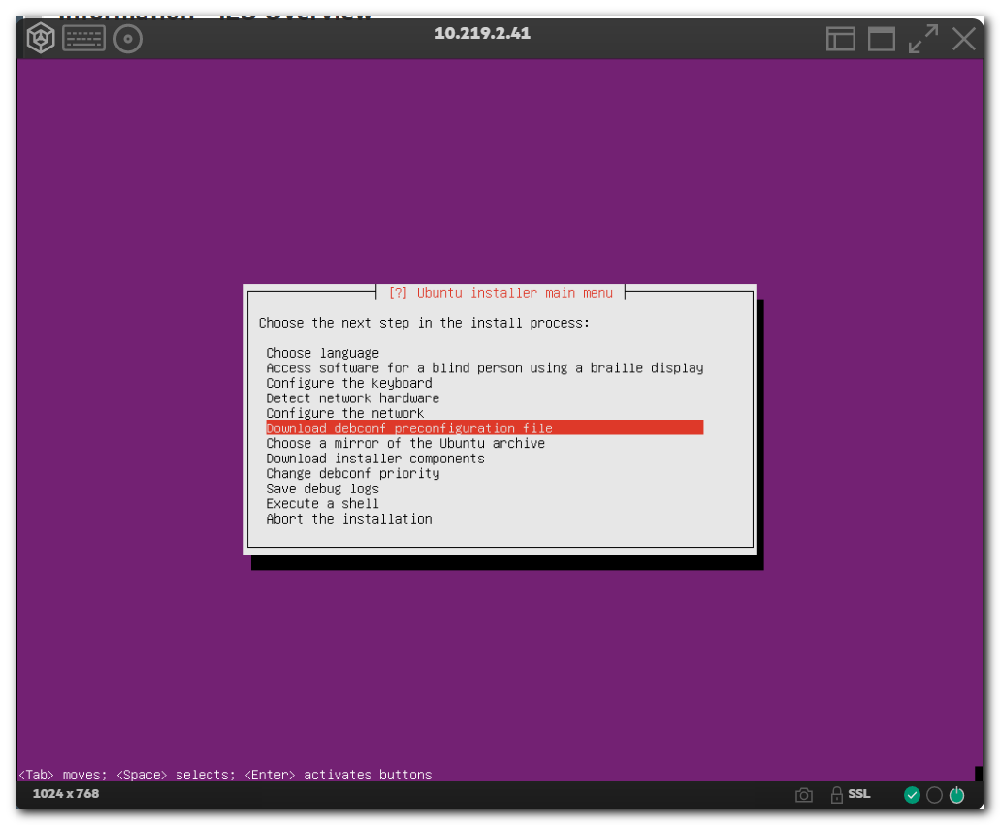 Information - iLO Overview
10.219.2.41
[?] Ubuntu installer main menu
Choose the next step in the install process:
Choose language
Access software for a blind person using a braille display
Configure the keyboard
Detect network hardware
Configure the network
Download debconf preconfiguration file
Choose a mirror of the Ubuntu archive
Download installer components
Change debconf priority
Save debug logs
Execute a shell
Abort the installation
<Tab> moves; <Space> selects; <Enter> activates buttons
1024 x 768
SSL